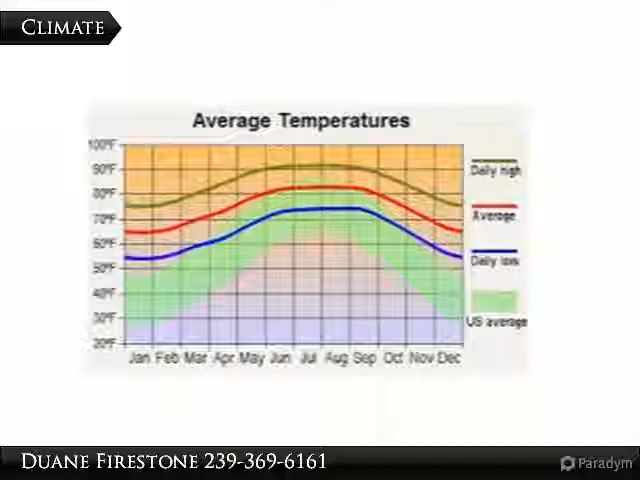 Climate
Average Temperatures
100°F
90°F
80°F
70°F
60°F
50°F
40°F
30°F
20°F
Daily high
Average
Daily low
US average
Jan Feb Mar Apr May Jun Jul Aug Sep Oct Nov Dec
Duane Firestone 239-369-6161
Paradym